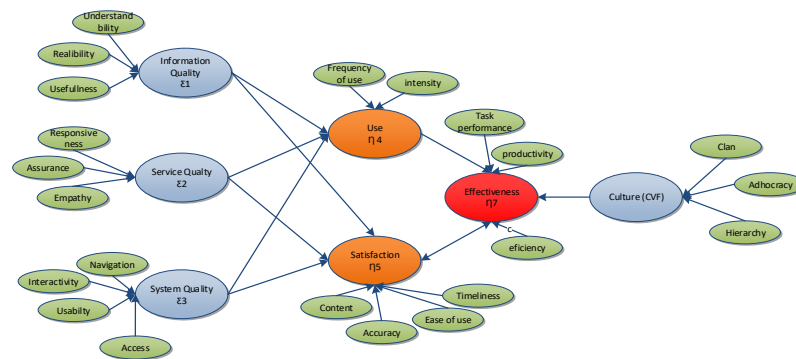 Understand
bility
Realibility
Usefullness
Information
Quality
ξ1
Frequency
of use
intensity
Task
performance
productivity
Use
η 4
Responsive
ness
Assurance
Empathy
Service Qualty
ξ2
Effectiveness
η7
Culture (CVF)
Clan
Adhocracy
Hierarchy
c
eficiency
Satisfaction
η5
Navigation
Interactivity
Usabilty
Access
System Quality
ξ3
Content
Accuracy
Timeliness
Ease of use